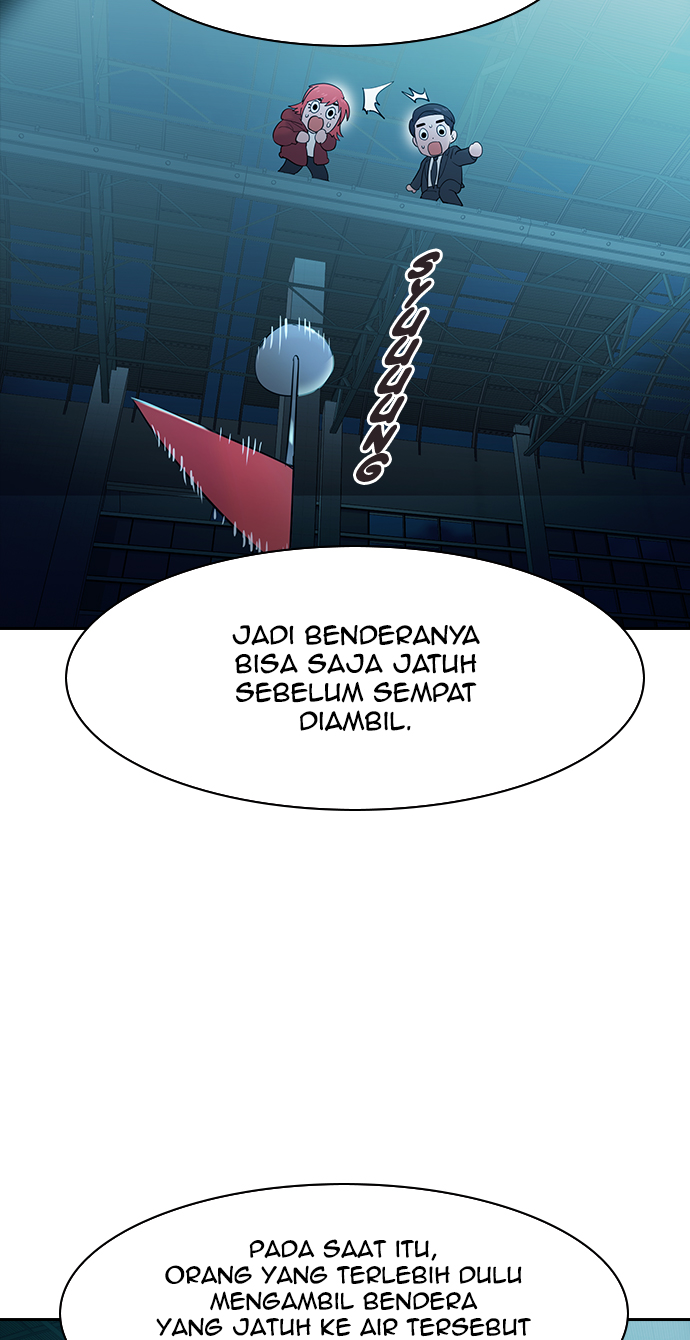 SYUUUUUNG
JADI BENDERANYA
BISA SAJA JATUH
SEBELUM SEMPAT
DIAMBIL.
PADA SAAT ITU,
ORANG YANG TERLEBIH DULU
MENGAMBIL BENDERA
YANG JATUH KE AIR TERSEBUT